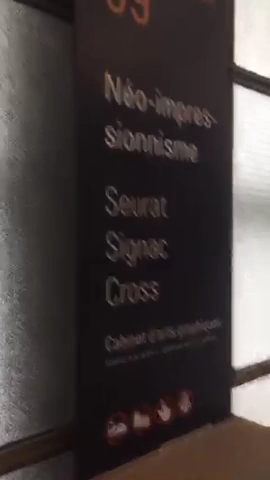 Néo-impres-
sionnisme
Seurat
Signac
Cross
Cabinet d'arts graphiques